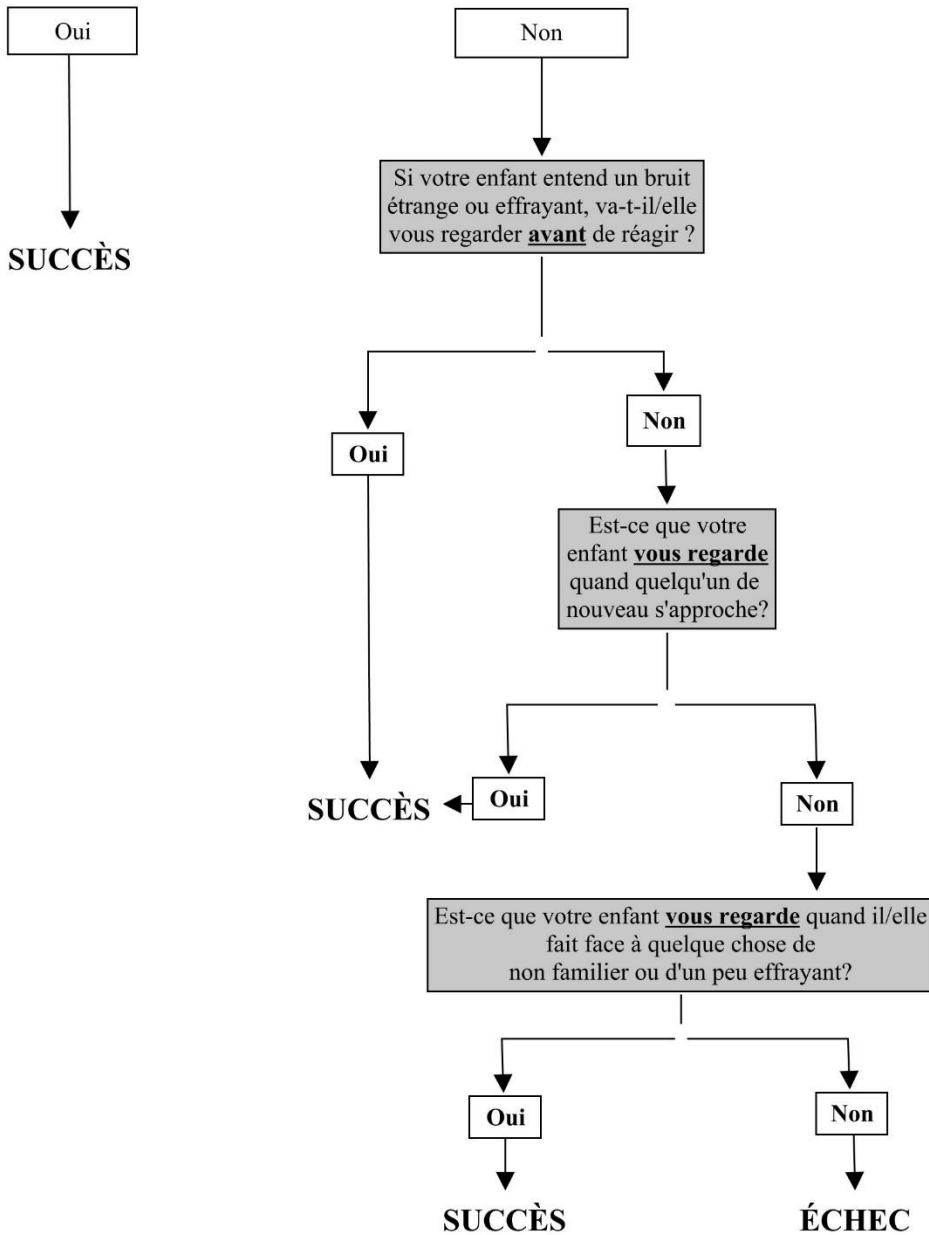 Oui
Non
Si votre enfant entend un bruit
étrange ou effrayant, va-t-il/elle
vous regarder avant de réagir ?
SUCCÈS
Oui
Non
Est-ce que votre
enfant vous regarde
quand quelqu'un de
nouveau s'approche?
SUCCÈS
Oui
Non
Est-ce que votre enfant vous regarde quand il/elle
fait face à quelque chose de
non familier ou d'un peu effrayant?
Oui
Non
SUCCÈS
ÉCHEC